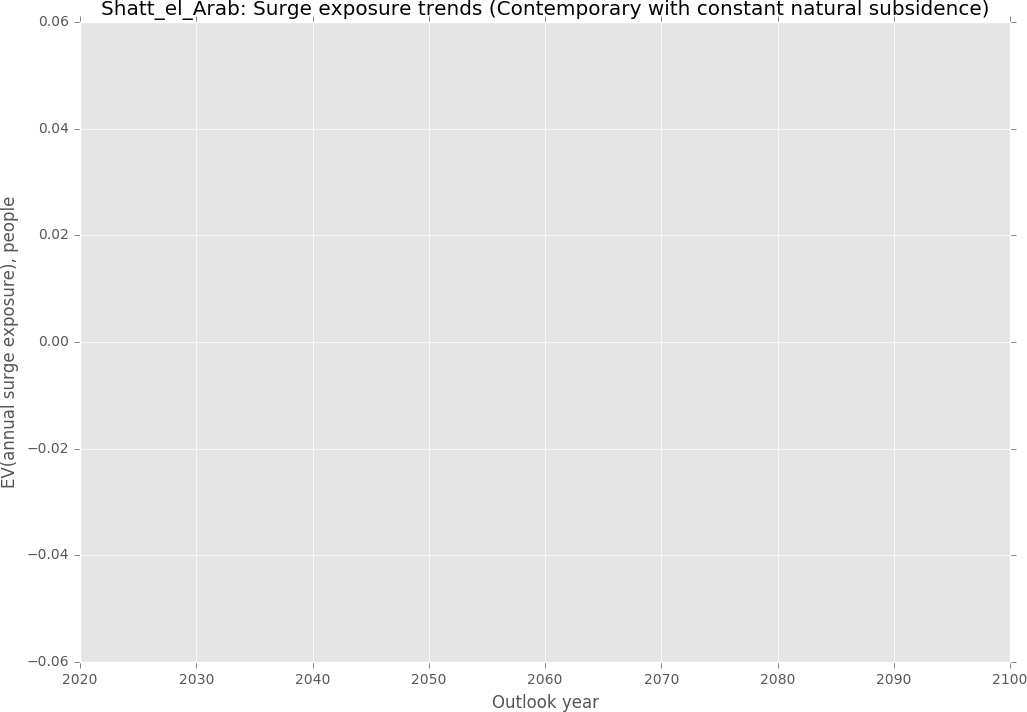 Shatt_el_Arab: Surge exposure trends (Contemporary with constant natural subsidence)
EV(annual surge exposure), people
0.06
0.04
0.02
0.00
−0.02
−0.04
−0.06
2020 2030 2040 2050 2060 2070 2080 2090 2100
Outlook year